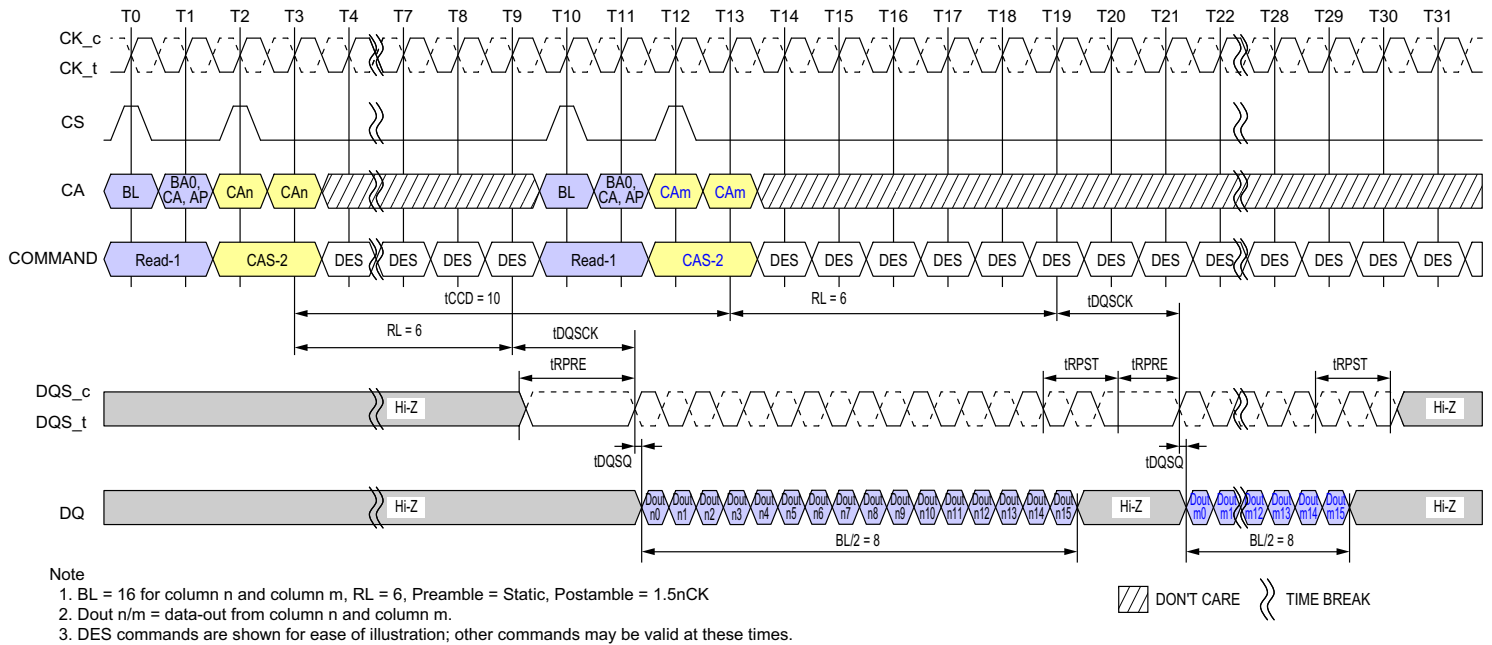 T0 T1 T2 T3 T4 T7 T8 T9 T10 T11 T12 T13 T14 T15 T16 T17 T18 T19 T20 T21 T22 T28 T29 T30 T31
CK_c
CK_t
CS
CA BL BA0, CA, AP CAn CAn BL BA0, CA, AP CAm CAm
COMMAND Read-1 CAS-2 DES DES DES DES Read-1 CAS-2 DES DES DES DES DES DES DES DES DES DES DES DES DES
tCCD = 10 RL = 6 tDQSCK
RL = 6 tDQSCK
tRPRE tRPST tRPRE tRPST
DQS_c
DQS_t
Hi-Z Hi-Z
tDQSQ tDQSQ
DQ Hi-Z Dout n0 Dout n1 Dout n2 Dout n3 Dout n4 Dout n5 Dout n6 Dout n7 Dout n8 Dout n9 Dout n10 Dout n11 Dout n12 Dout n13 Dout n14 Dout n15 Hi-Z Dout m0 Dout m1 Dout m12 Dout m13 Dout m14 Dout m15 Hi-Z
BL/2 = 8 BL/2 = 8
Note
1. BL = 16 for column n and column m, RL = 6, Preamble = Static, Postamble = 1.5nCK
2. Dout n/m = data-out from column n and column m.
3. DES commands are shown for ease of illustration; other commands may be valid at these times.
DON'T CARE TIME BREAK